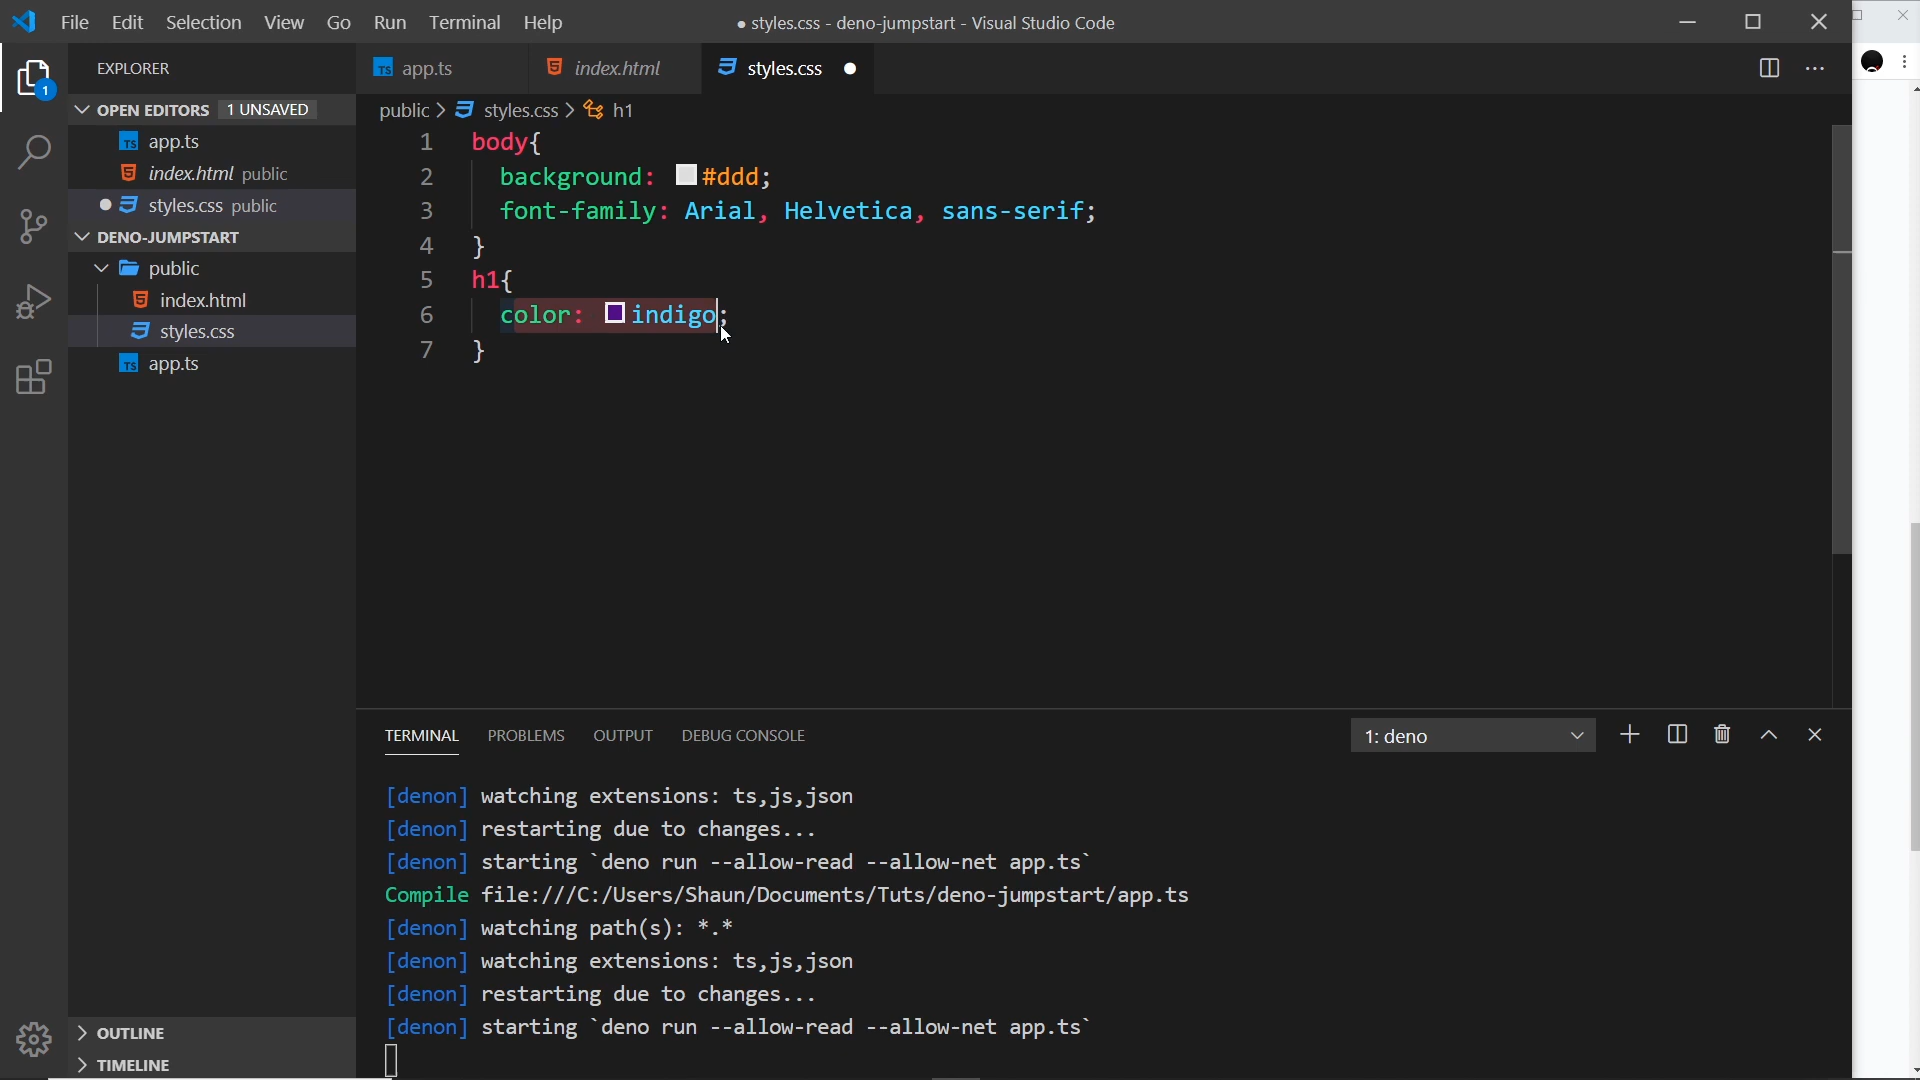 File Edit Selection View Go Run Terminal Help
● styles.css - deno-jumpstart - Visual Studio Code
EXPLORER
OPEN EDITORS 1 UNSAVED
TS app.ts
index.html public
● styles.css public
DENO-JUMPSTART
public
index.html
styles.css
TS app.ts
OUTLINE
TIMELINE
1
TS app.ts
index.html
styles.css ●
public > styles.css > h1
1 body{
2 background: #ddd;
3 font-family: Arial, Helvetica, sans-serif;
4 }
5 h1{
6 color: indigo;
7 }
TERMINAL PROBLEMS OUTPUT DEBUG CONSOLE
1: deno
[denon] watching extensions: ts,js,json
[denon] restarting due to changes...
[denon] starting `deno run --allow-read --allow-net app.ts`
Compile file:///C:/Users/Shaun/Documents/Tuts/deno-jumpstart/app.ts
[denon] watching path(s): *.*
[denon] watching extensions: ts,js,json
[denon] restarting due to changes...
[denon] starting `deno run --allow-read --allow-net app.ts`